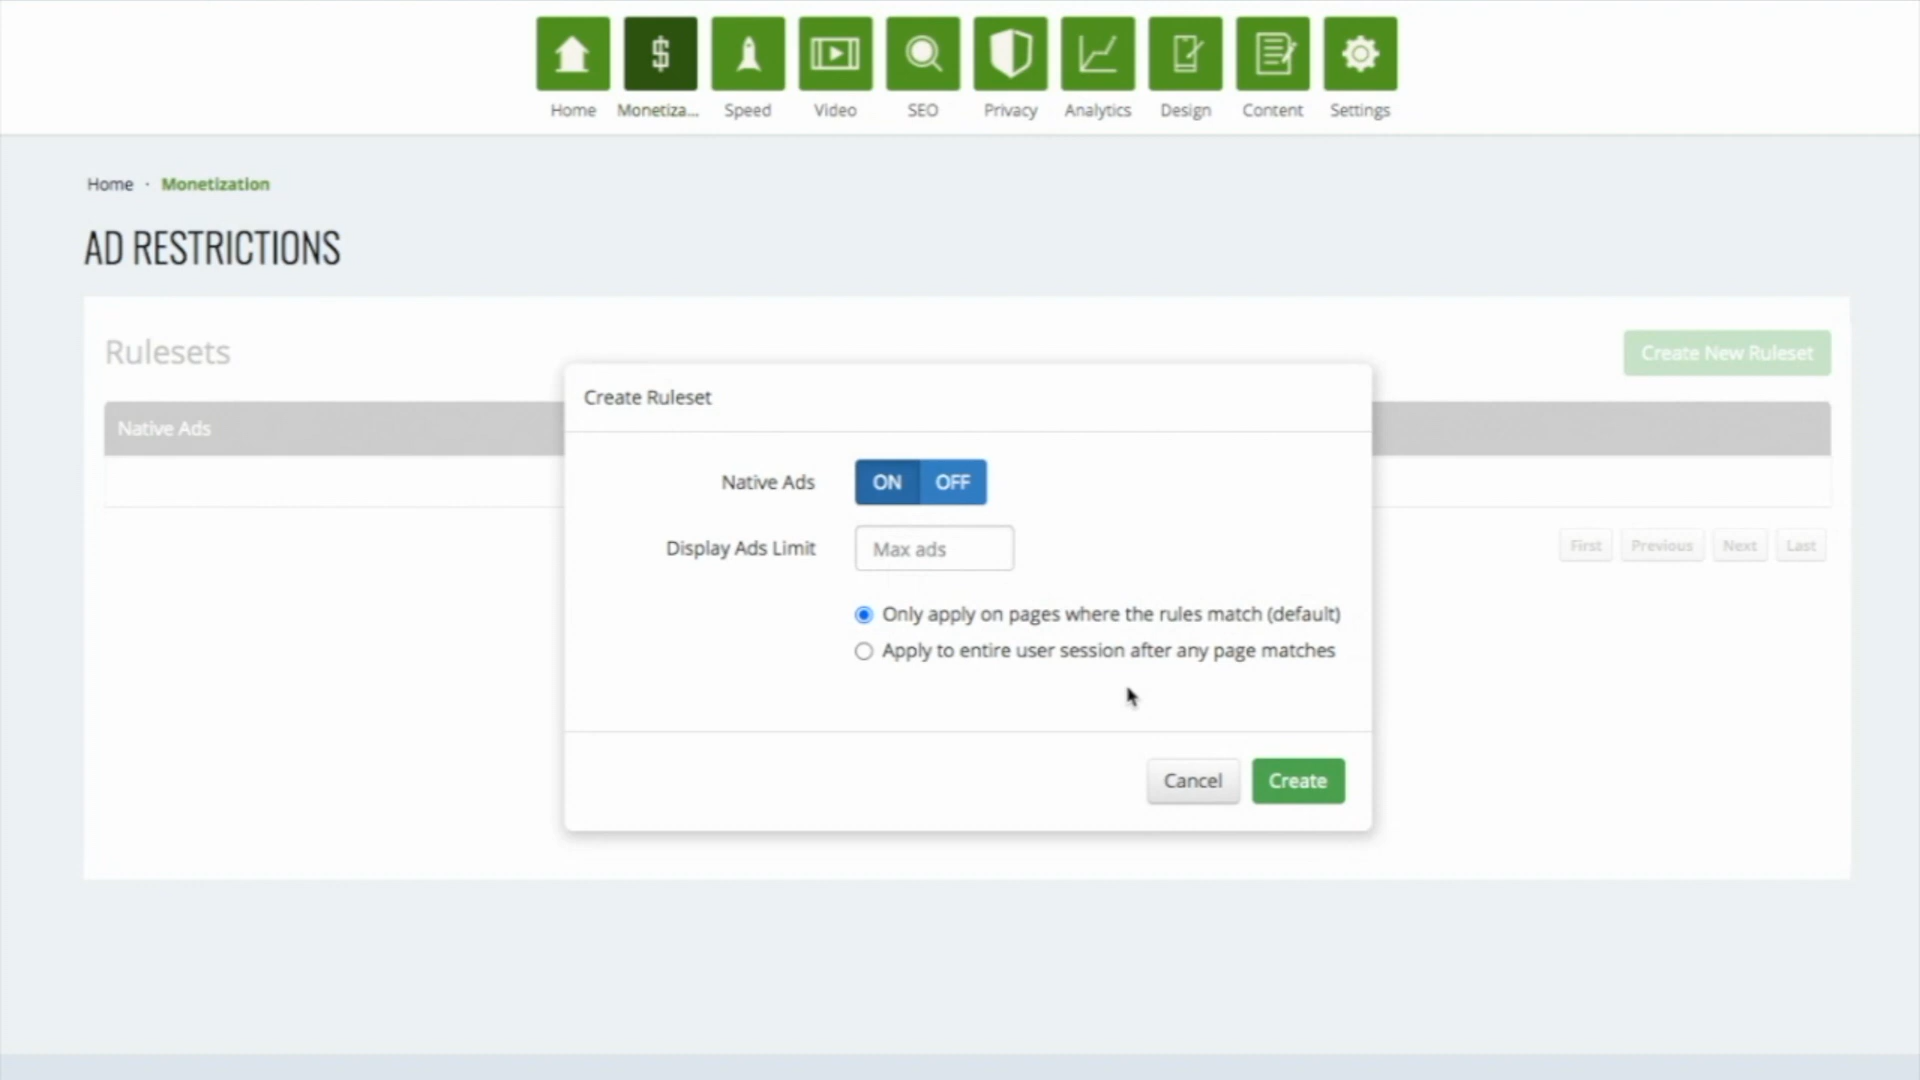 Home Monetiza... Speed Video SEO Privacy Analytics Design Content Settings
Home · Monetization
AD RESTRICTIONS
Rulesets
Create New Ruleset
Native Ads
Create Ruleset
Native Ads ON OFF
Display Ads Limit Max ads
First Previous Next Last
Only apply on pages where the rules match (default)
Apply to entire user session after any page matches
Cancel Create